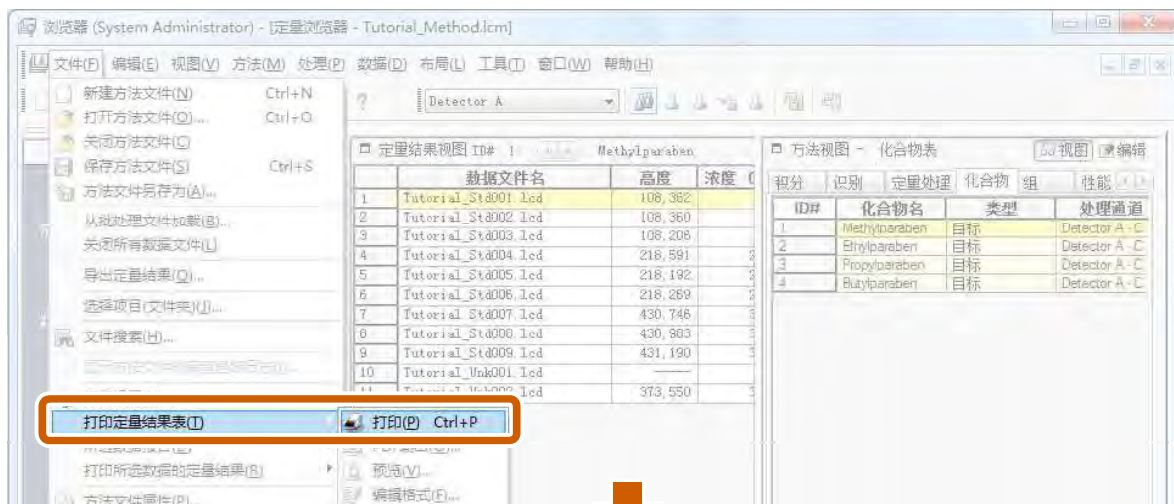 浏览器 (System Administrator) - [定量浏览器 - Tutorial_Method.lcm]
文件(F) 编辑(E) 视图(V) 方法(M) 处理(P) 数据(D) 布局(L) 工具(T) 窗口(W) 帮助(H)
新建方法文件(N) Ctrl+N
打开方法文件(O)... Ctrl+O
关闭方法文件(C)
保存方法文件(S) Ctrl+S
方法文件另存为(A)...
从批处理文件加载(B)...
关闭所有数据文件(L)
导出定量结果(Q)...
选择项目(文件夹)(J)...
文件搜索(H)...
打印定量结果表(T)
打印所选数据的定量结果(R)
方法文件属性(P)...
打印(P) Ctrl+P
预览(V)...
编辑格式(F)...
? Detector A
定量结果视图 ID# 1 Methylparaben
数据文件名 高度 浓度
1 Tutorial_Std001.lcd 108,362
2 Tutorial_Std002.lcd 108,360
3 Tutorial_Std003.lcd 108,206
4 Tutorial_Std004.lcd 218,591
5 Tutorial_Std005.lcd 218,192
6 Tutorial_Std006.lcd 218,269
7 Tutorial_Std007.lcd 430,746
8 Tutorial_Std008.lcd 430,803
9 Tutorial_Std009.lcd 431,190
10 Tutorial_Unk001.lcd -----
373,550
方法视图 - 化合物表 视图 编辑
积分 识别 定量处理 化合物 组 性能
ID# 化合物名 类型 处理通道
1 Methylparaben 目标 Detector A - C
2 Ethylparaben 目标 Detector A - C
3 Propylparaben 目标 Detector A - C
4 Butylparaben 目标 Detector A - C